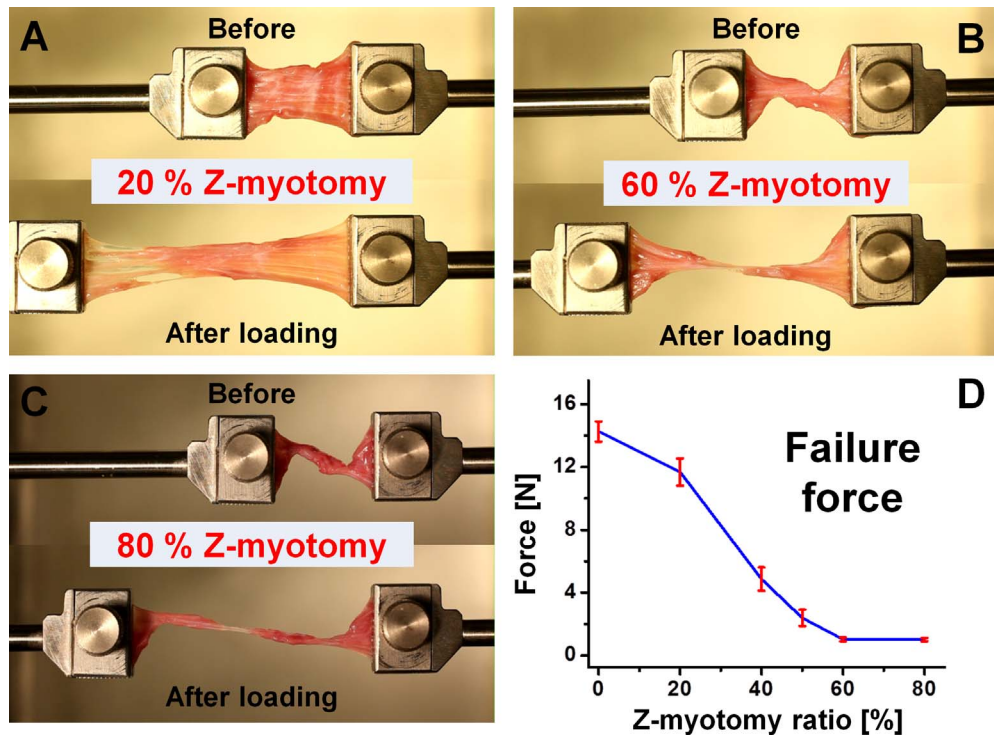 A
Before
20 % Z-myotomy
After loading
B
Before
60 % Z-myotomy
After loading
C
Before
80 % Z-myotomy
After loading
D
Failure
force
Force [N]
16
12
8
4
0
0 20 40 60 80
Z-myotomy ratio [%]